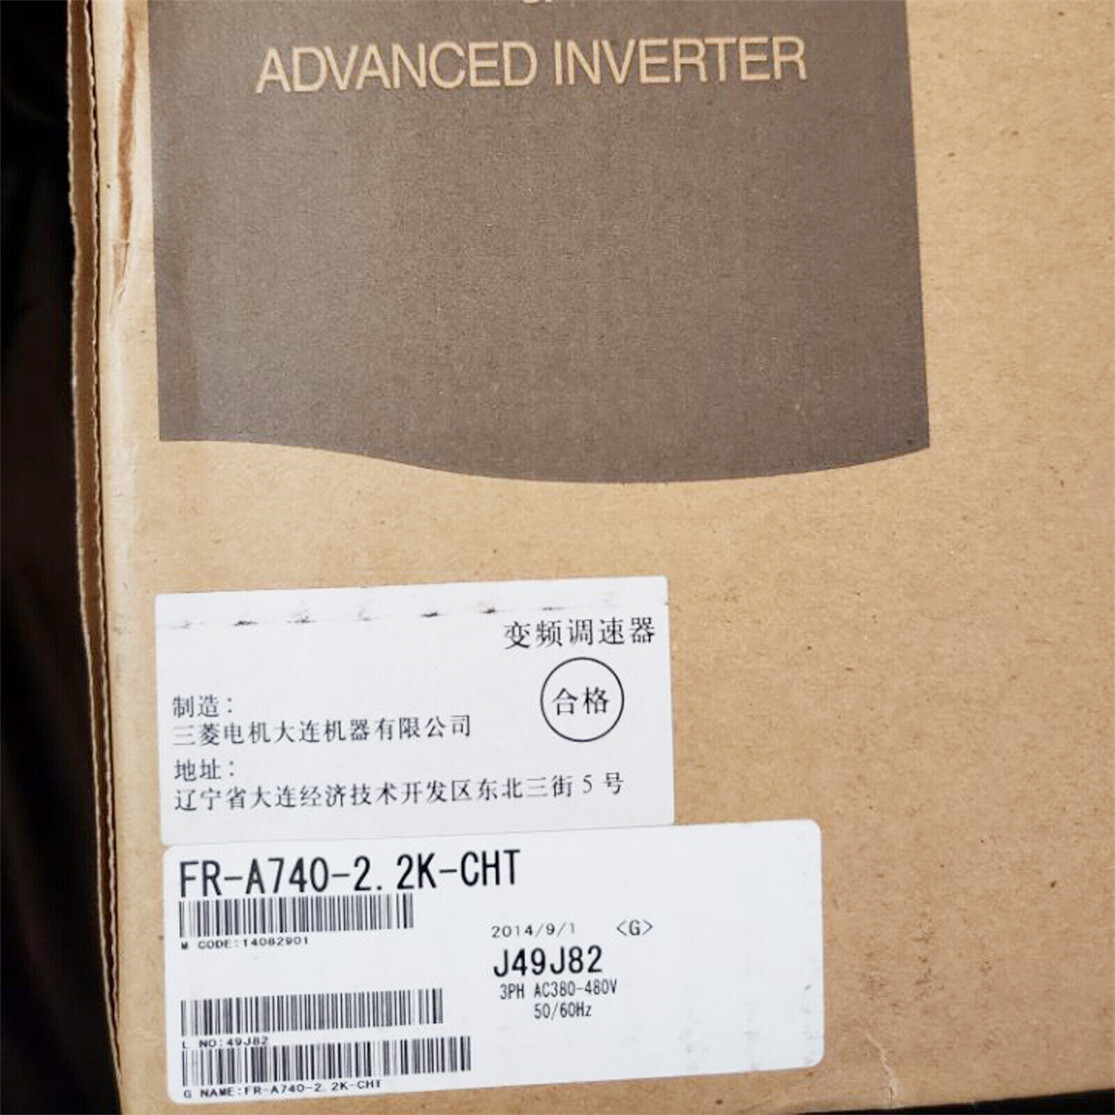 ADVANCED INVERTER
变频调速器
合格
制造：
三菱电机大连机器有限公司
地址：
辽宁省大连经济技术开发区东北三街 5 号
FR-A740-2.2K-CHT
M CODE:T4082901
2014/9/1 <G>
J49J82
3PH AC380-480V
50/60Hz
L NO:49J82
G NAME:FR-A740-2.2K-CHT